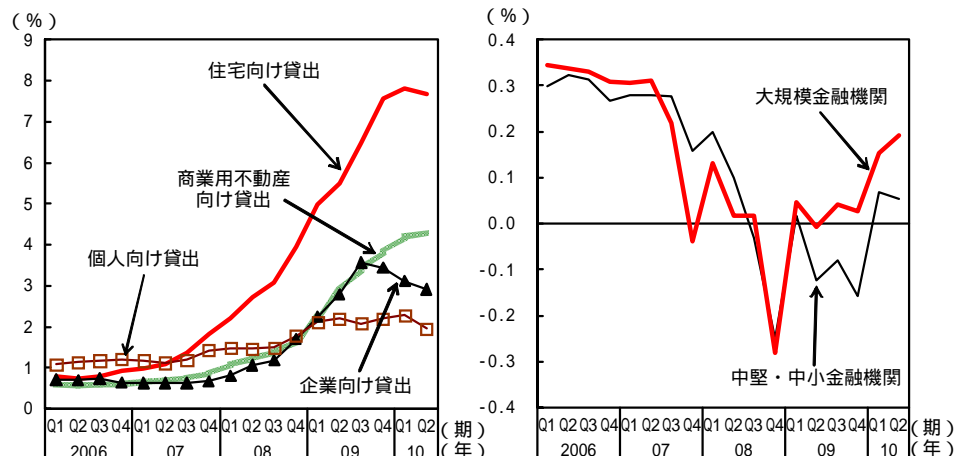 (%)
9
8
7
6
5
4
3
2
1
0
住宅向け貸出
商業用不動産
向け貸出
個人向け貸出
企業向け貸出
Q1 Q2 Q3 Q4 Q1 Q2 Q3 Q4 Q1 Q2 Q3 Q4 Q1 Q2 Q3 Q4 Q1 Q2 (期)
2006 07 08 09 10 (年)
(%)
0.4
0.3
0.2
0.1
0.0
-0.1
-0.2
-0.3
-0.4
大規模金融機関
中堅・中小金融機関
Q1 Q2 Q3 Q4 Q1 Q2 Q3 Q4 Q1 Q2 Q3 Q4 Q1 Q2 Q3 Q4 Q1 Q2 (期)
2006 07 08 09 10 (年)